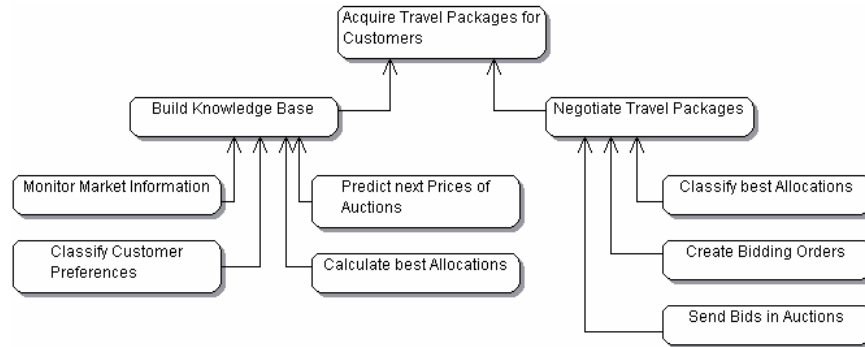 Acquire Travel Packages for
Customers
Build Knowledge Base
Negotiate Travel Packages
Monitor Market Information
Predict next Prices of
Auctions
Classify best Allocations
Classify Customer
Preferences
Calculate best Allocations
Create Bidding Orders
Send Bids in Auctions